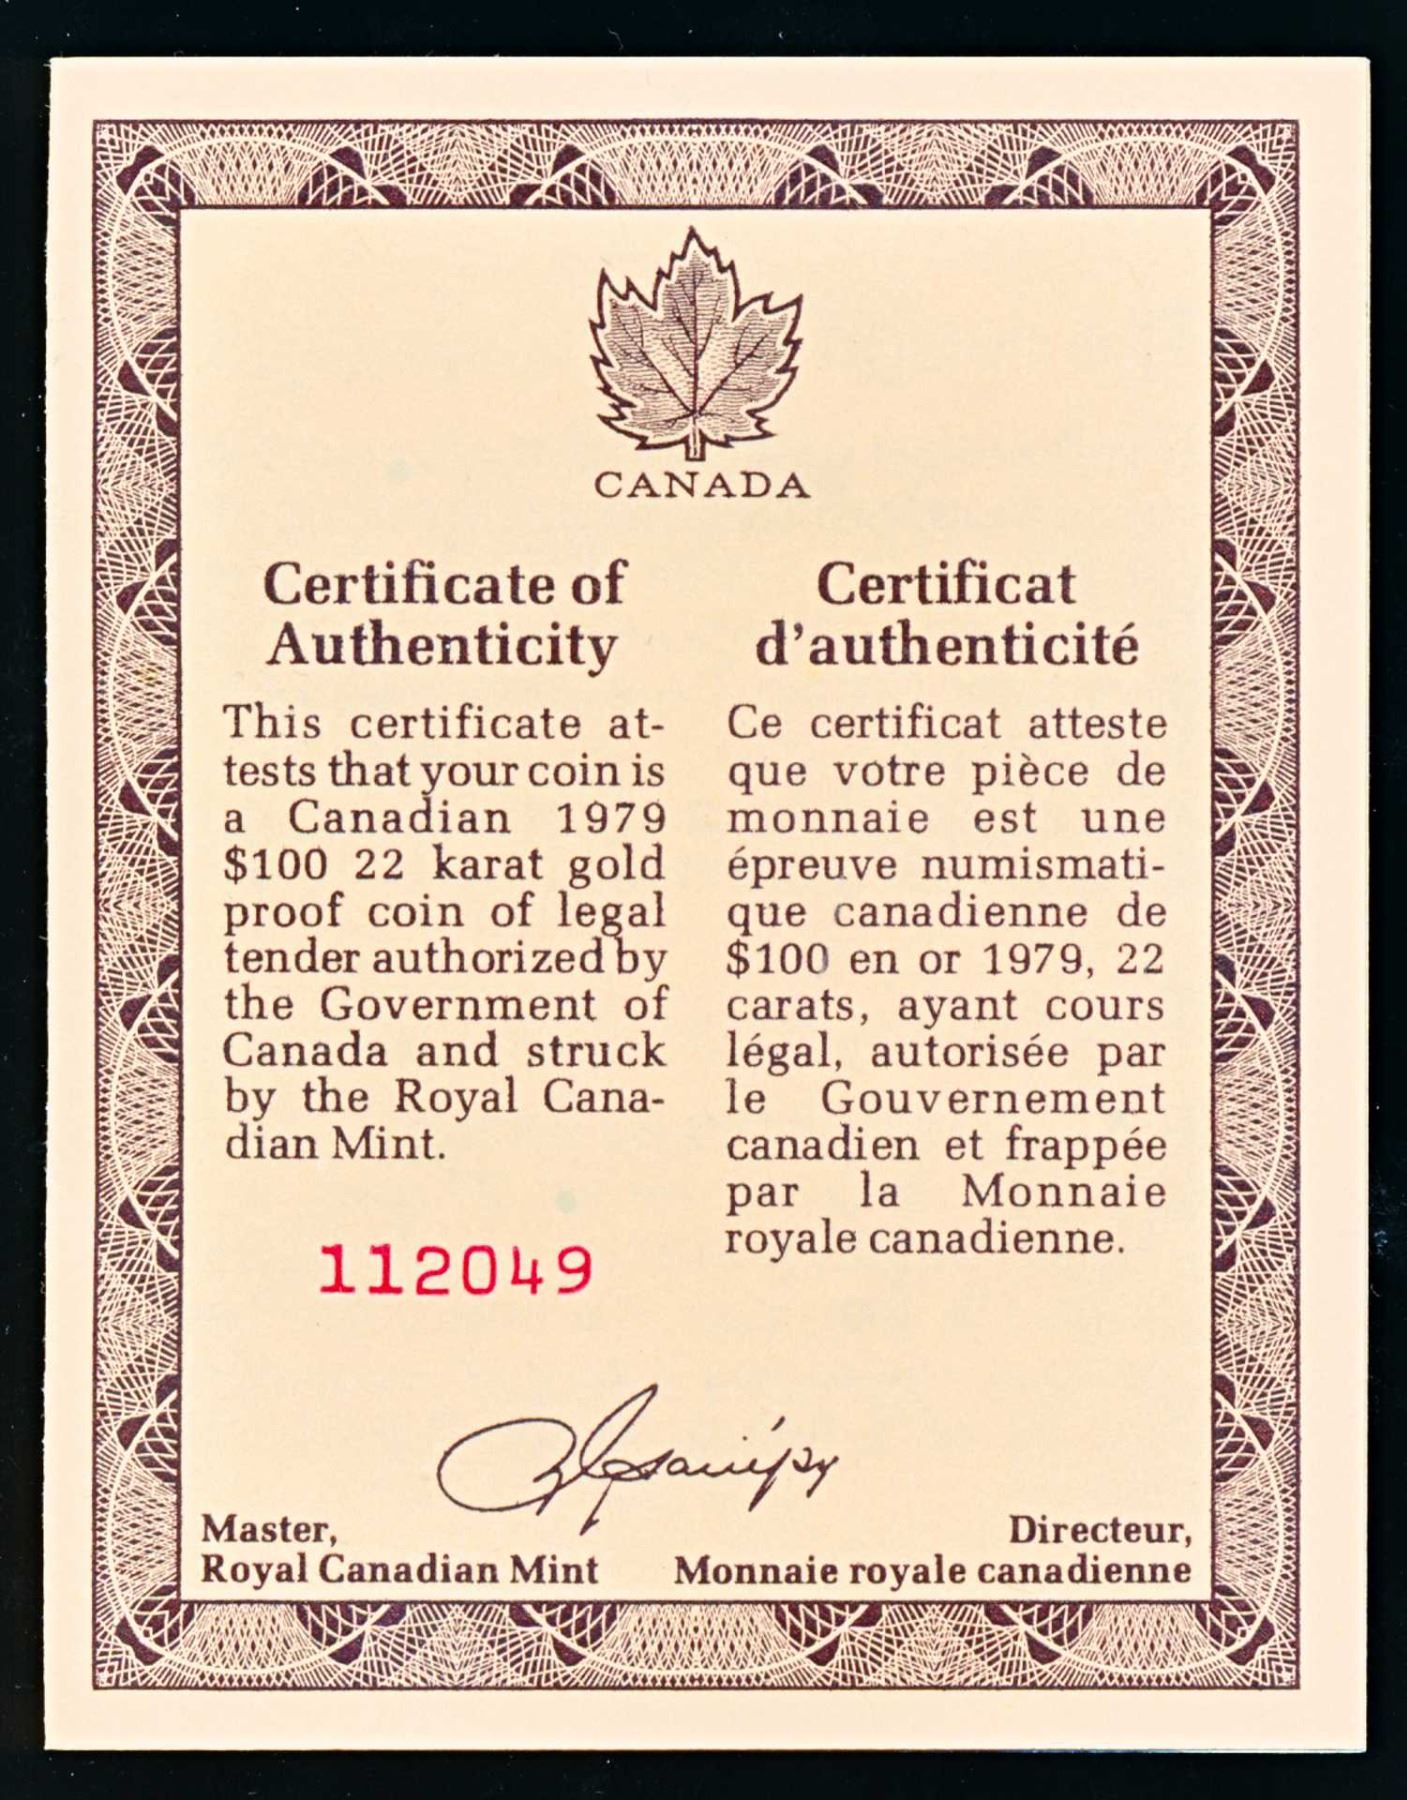 CANADA
Certificate of
Authenticity
This certificate at-
tests that your coin is
a Canadian 1979
$100 22 karat gold
proof coin of legal
tender authorized by
the Government of
Canada and struck
by the Royal Cana-
dian Mint.
112049
Certificat
d'authenticité
Ce certificat atteste
que votre pièce de
monnaie est une
épreuve numismati-
que canadienne de
$100 en or 1979, 22
carats, ayant cours
légal, autorisée par
le Gouvernement
canadien et frappée
par la Monnaie
royale canadienne.
Master,
Royal Canadian Mint
Directeur,
Monnaie royale canadienne